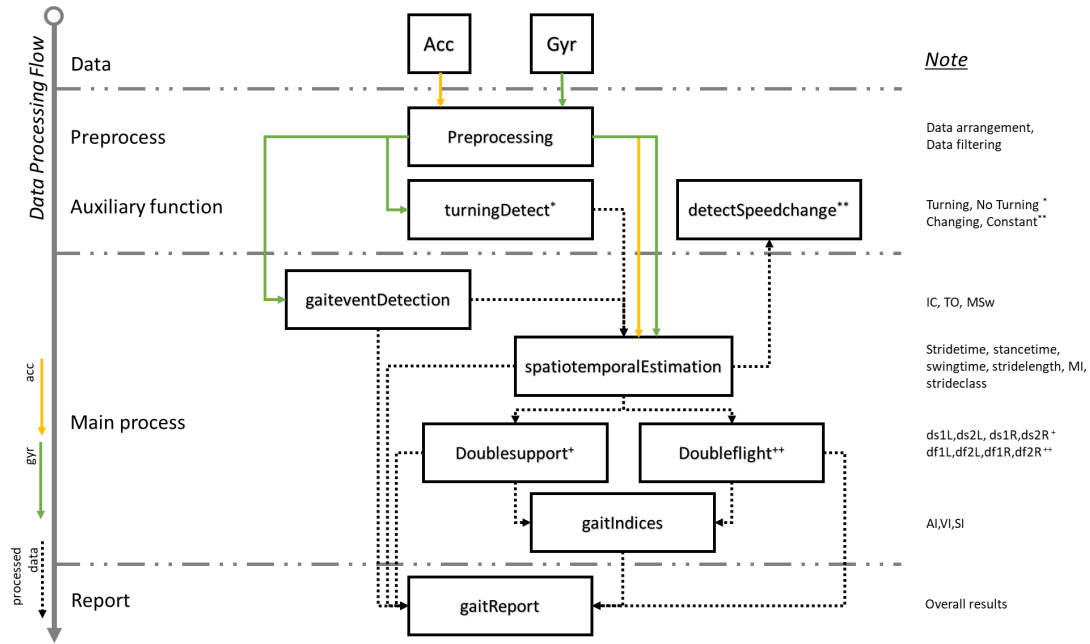 Data Processing Flow
Data
Acc
Gyr
Note
Preprocess
Preprocessing
Data arrangement,
Data filtering
Auxiliary function
turningDetect*
detectSpeedchange**
Turning, No Turning *
Changing, Constant**
gaiteventDetection
IC, TO, MSw
spatiotemporalEstimation
Stridetime, stancetime,
swingtime, stridelength, MI,
strideclass
acc
Main process
gyr
Doublesupport+
Doubleflight++
ds1L,ds2L, ds1R,ds2R +
df1L,df2L,df1R,df2R++
gaitIndices
AI,VI,SI
processed
data
Report
gaitReport
Overall results